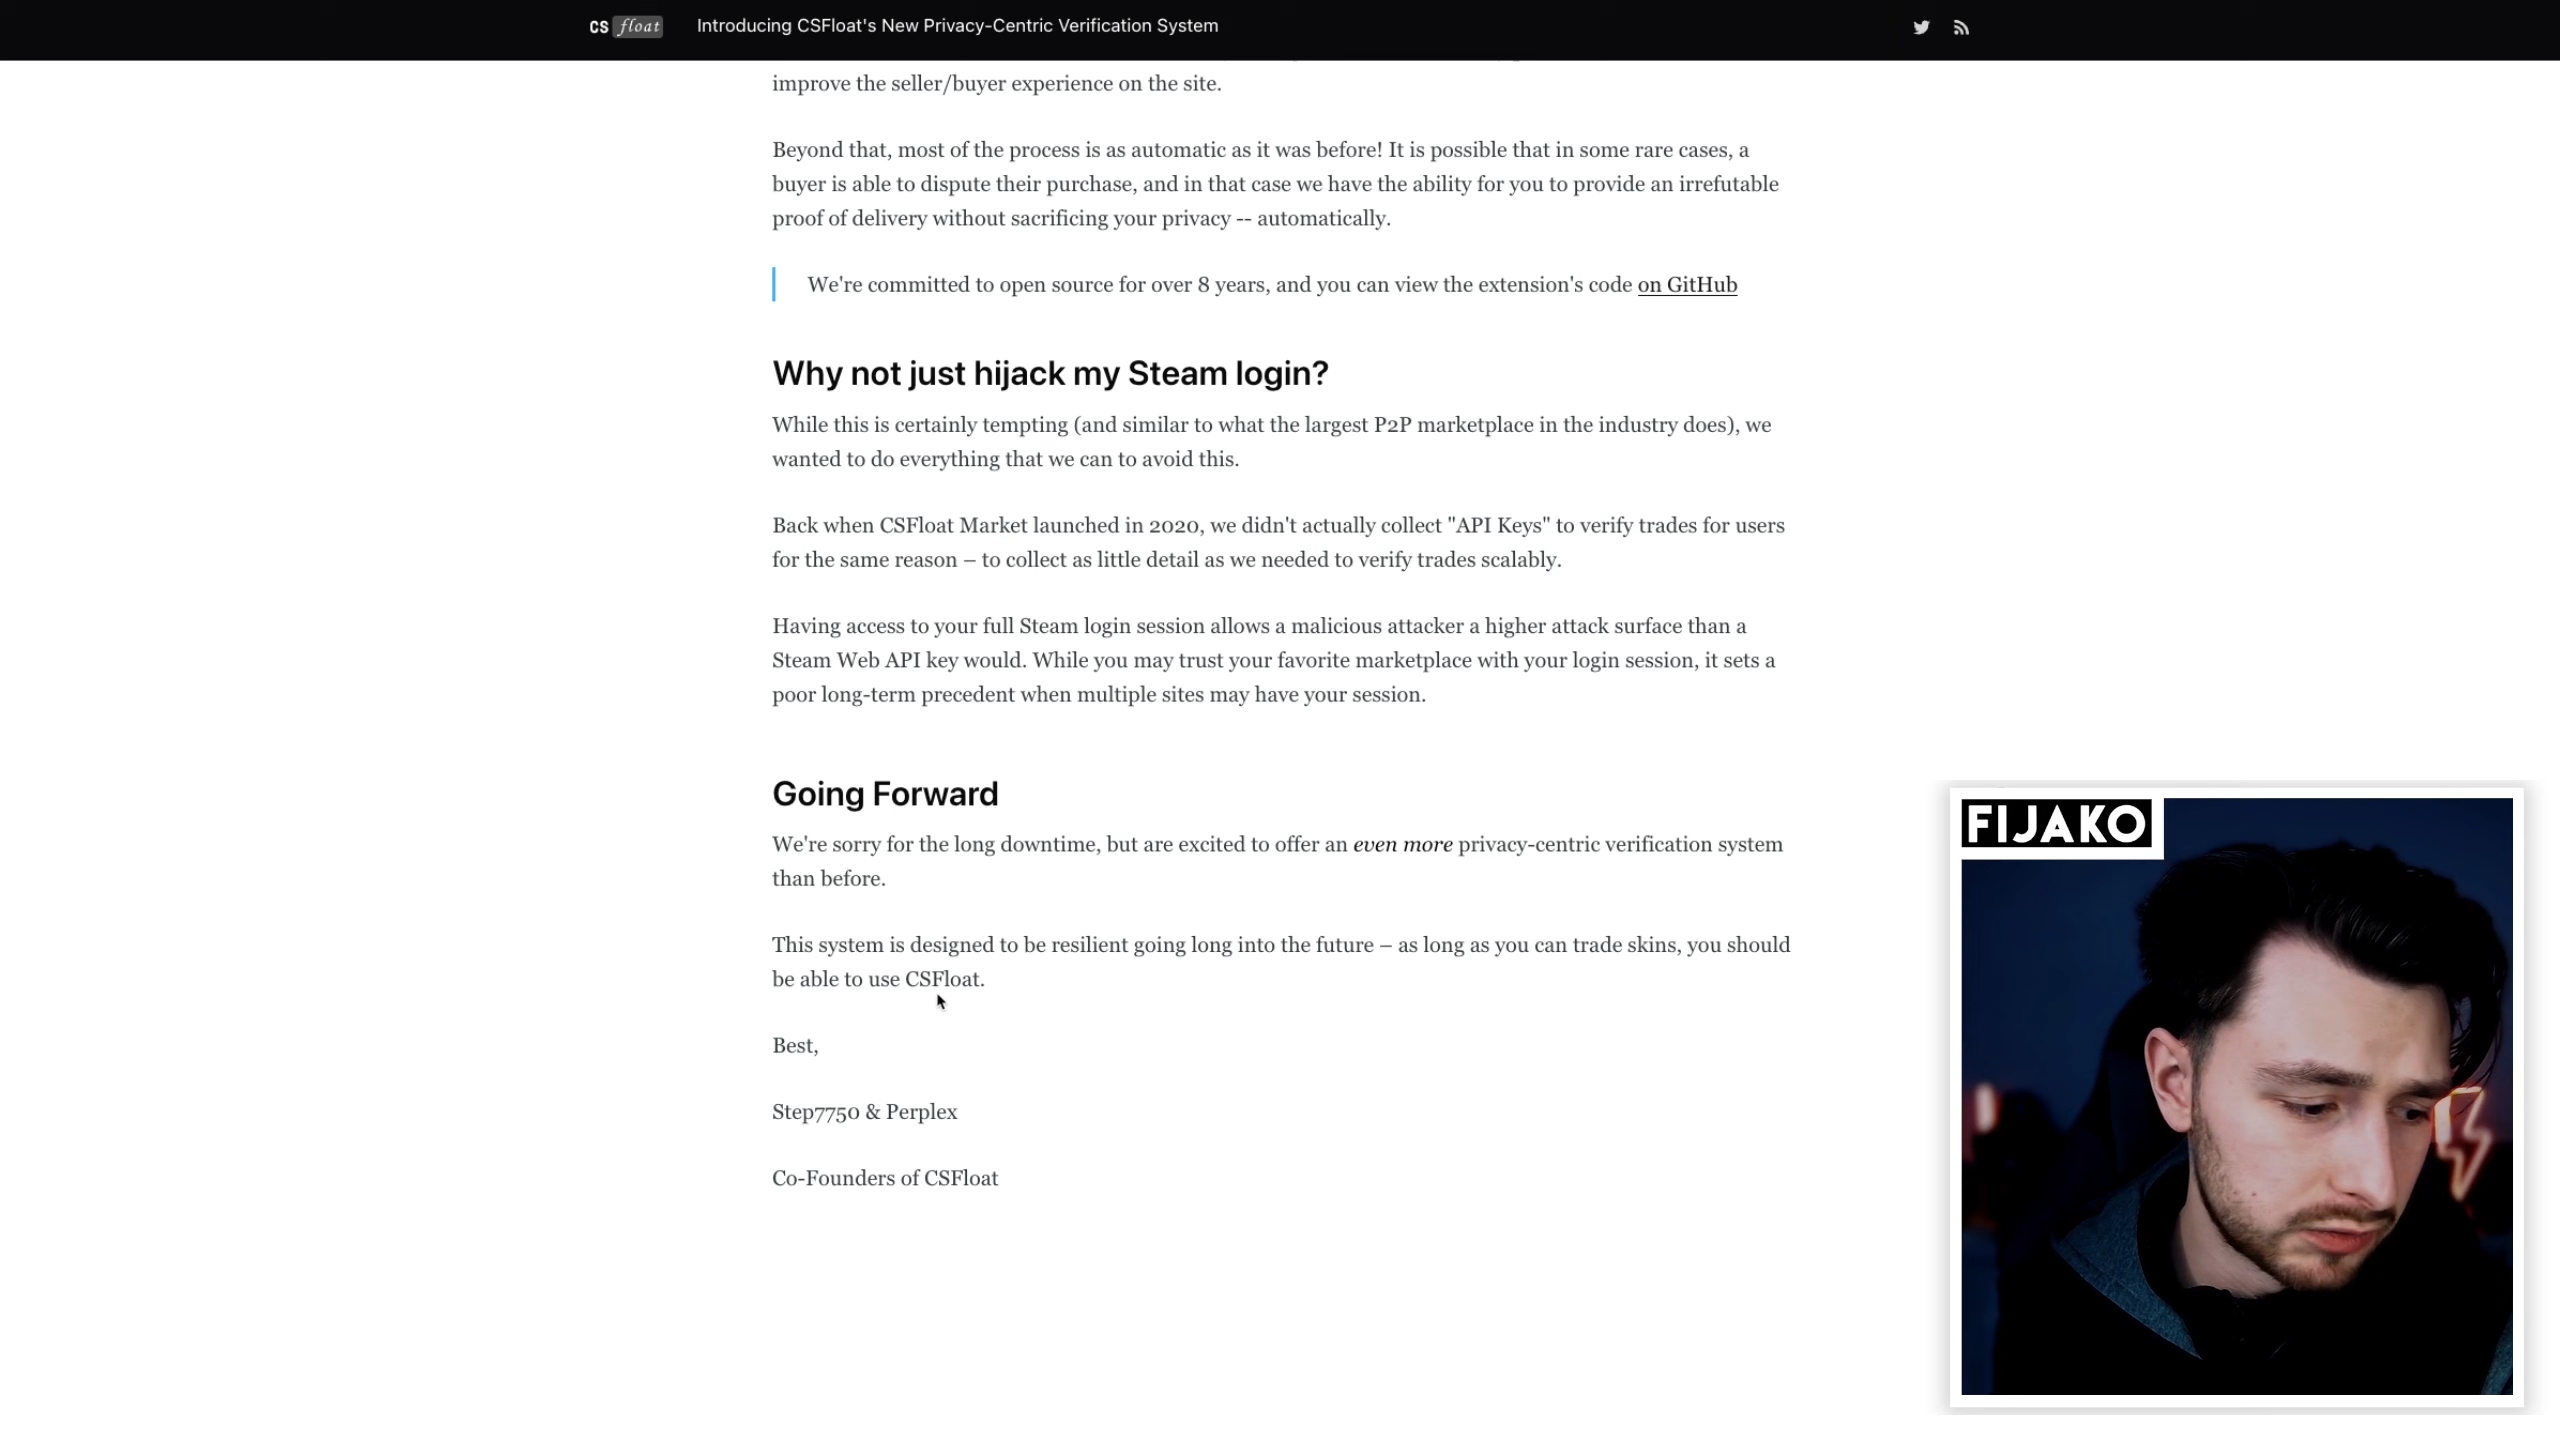 CS float
Introducing CSFloat's New Privacy-Centric Verification System
improve the seller/buyer experience on the site.
Beyond that, most of the process is as automatic as it was before! It is possible that in some rare cases, a
buyer is able to dispute their purchase, and in that case we have the ability for you to provide an irrefutable
proof of delivery without sacrificing your privacy -- automatically.
We're committed to open source for over 8 years, and you can view the extension's code on GitHub
Why not just hijack my Steam login?
While this is certainly tempting (and similar to what the largest P2P marketplace in the industry does), we
wanted to do everything that we can to avoid this.
Back when CSFloat Market launched in 2020, we didn't actually collect "API Keys" to verify trades for users
for the same reason – to collect as little detail as we needed to verify trades scalably.
Having access to your full Steam login session allows a malicious attacker a higher attack surface than a
Steam Web API key would. While you may trust your favorite marketplace with your login session, it sets a
poor long-term precedent when multiple sites may have your session.
Going Forward
We're sorry for the long downtime, but are excited to offer an even more privacy-centric verification system
than before.
This system is designed to be resilient going long into the future – as long as you can trade skins, you should
be able to use CSFloat.
Best,
Step7750 & Perplex
Co-Founders of CSFloat
FIJAKO